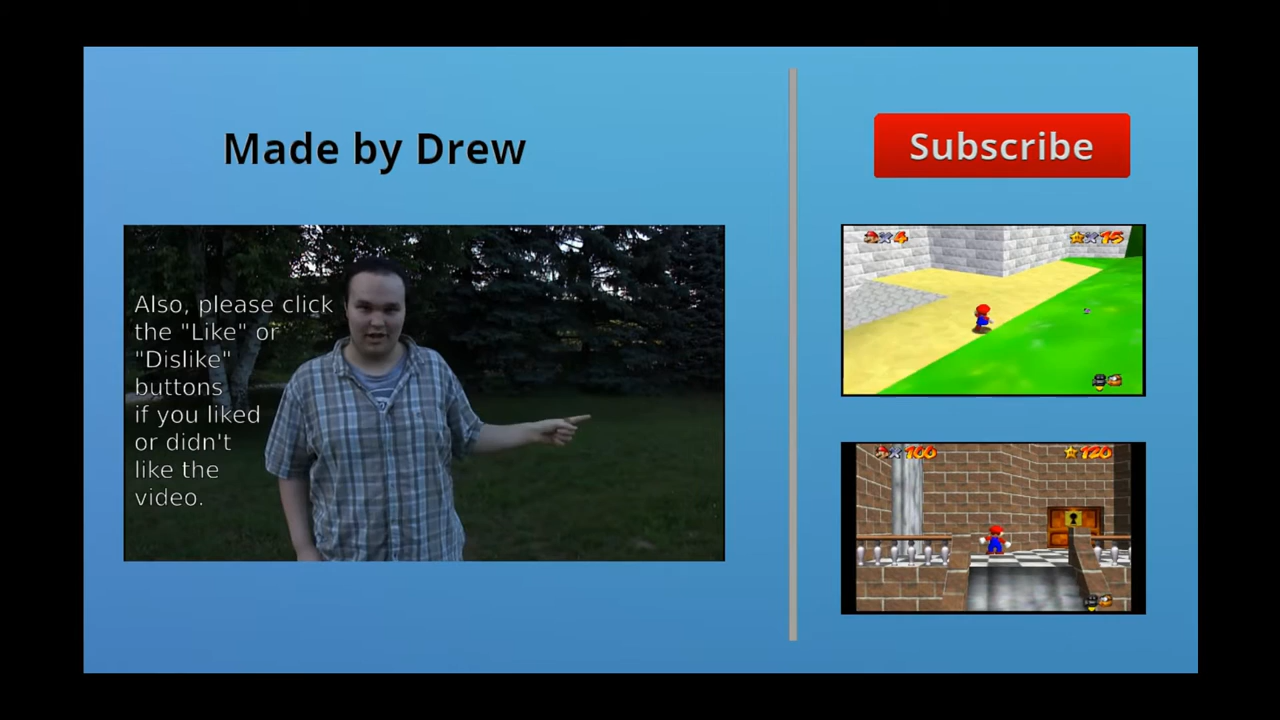 Made by Drew
Subscribe
Also, please click
the "Like" or
"Dislike"
buttons
if you liked
or didn't
like the
video.
x 4
x 15
x 100
x 120